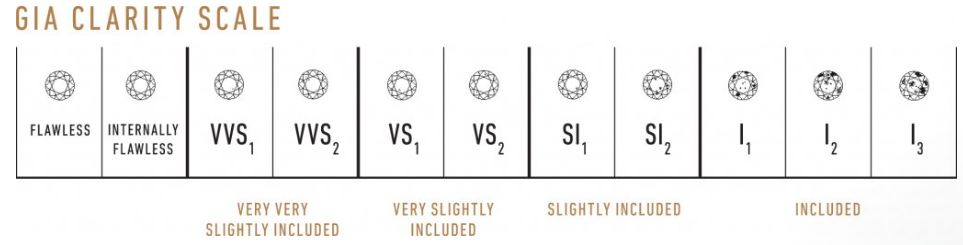 GIA CLARITY SCALE
FLAWLESS
INTERNALLY
FLAWLESS
VVS1
VVS2
VS1
VS2
SI1
SI2
I1
I2
I3
VERY VERY
SLIGHTLY INCLUDED
VERY SLIGHTLY
INCLUDED
SLIGHTLY INCLUDED
INCLUDED